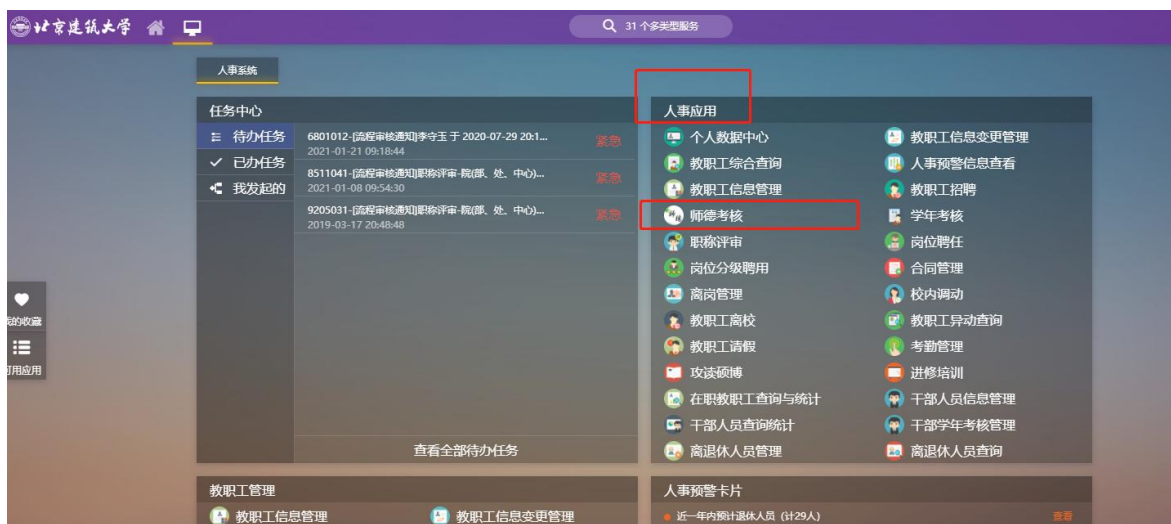 北京建筑大学
31 个多类型服务
人事系统
任务中心
待办任务
已办任务
我发起的
6801012-[流程审核通知]李守玉 于 2020-07-29 20:1...
2021-01-21 09:18:44
紧急
8511041-[流程审核通知]职称评审-院(部、处、中心)...
2021-01-08 09:54:30
紧急
9205031-[流程审核通知]职称评审-院(部、处、中心)...
2019-03-17 20:48:48
紧急
查看全部待办任务
人事应用
个人数据中心
教职工信息变更管理
教职工综合查询
人事预警信息查看
教职工信息管理
教职工招聘
师德考核
学年考核
职称评审
岗位聘任
岗位分级聘用
合同管理
离岗管理
校内调动
教职工离校
教职工异动查询
教职工请假
考勤管理
攻读硕博
进修培训
在职教职工查询与统计
干部人员信息管理
干部人员查询统计
干部学年考核管理
离退休人员管理
离退休人员查询
我的收藏
可用应用
教职工管理
教职工信息管理
教职工信息变更管理
人事预警卡片
近一年内预计退休人员 (计29人)
查看